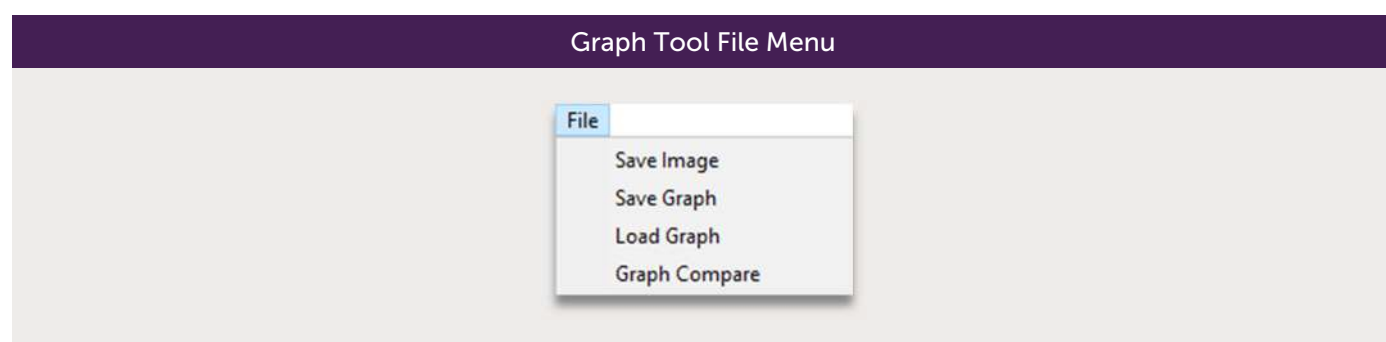 Graph Tool File Menu
File
Save Image
Save Graph
Load Graph
Graph Compare